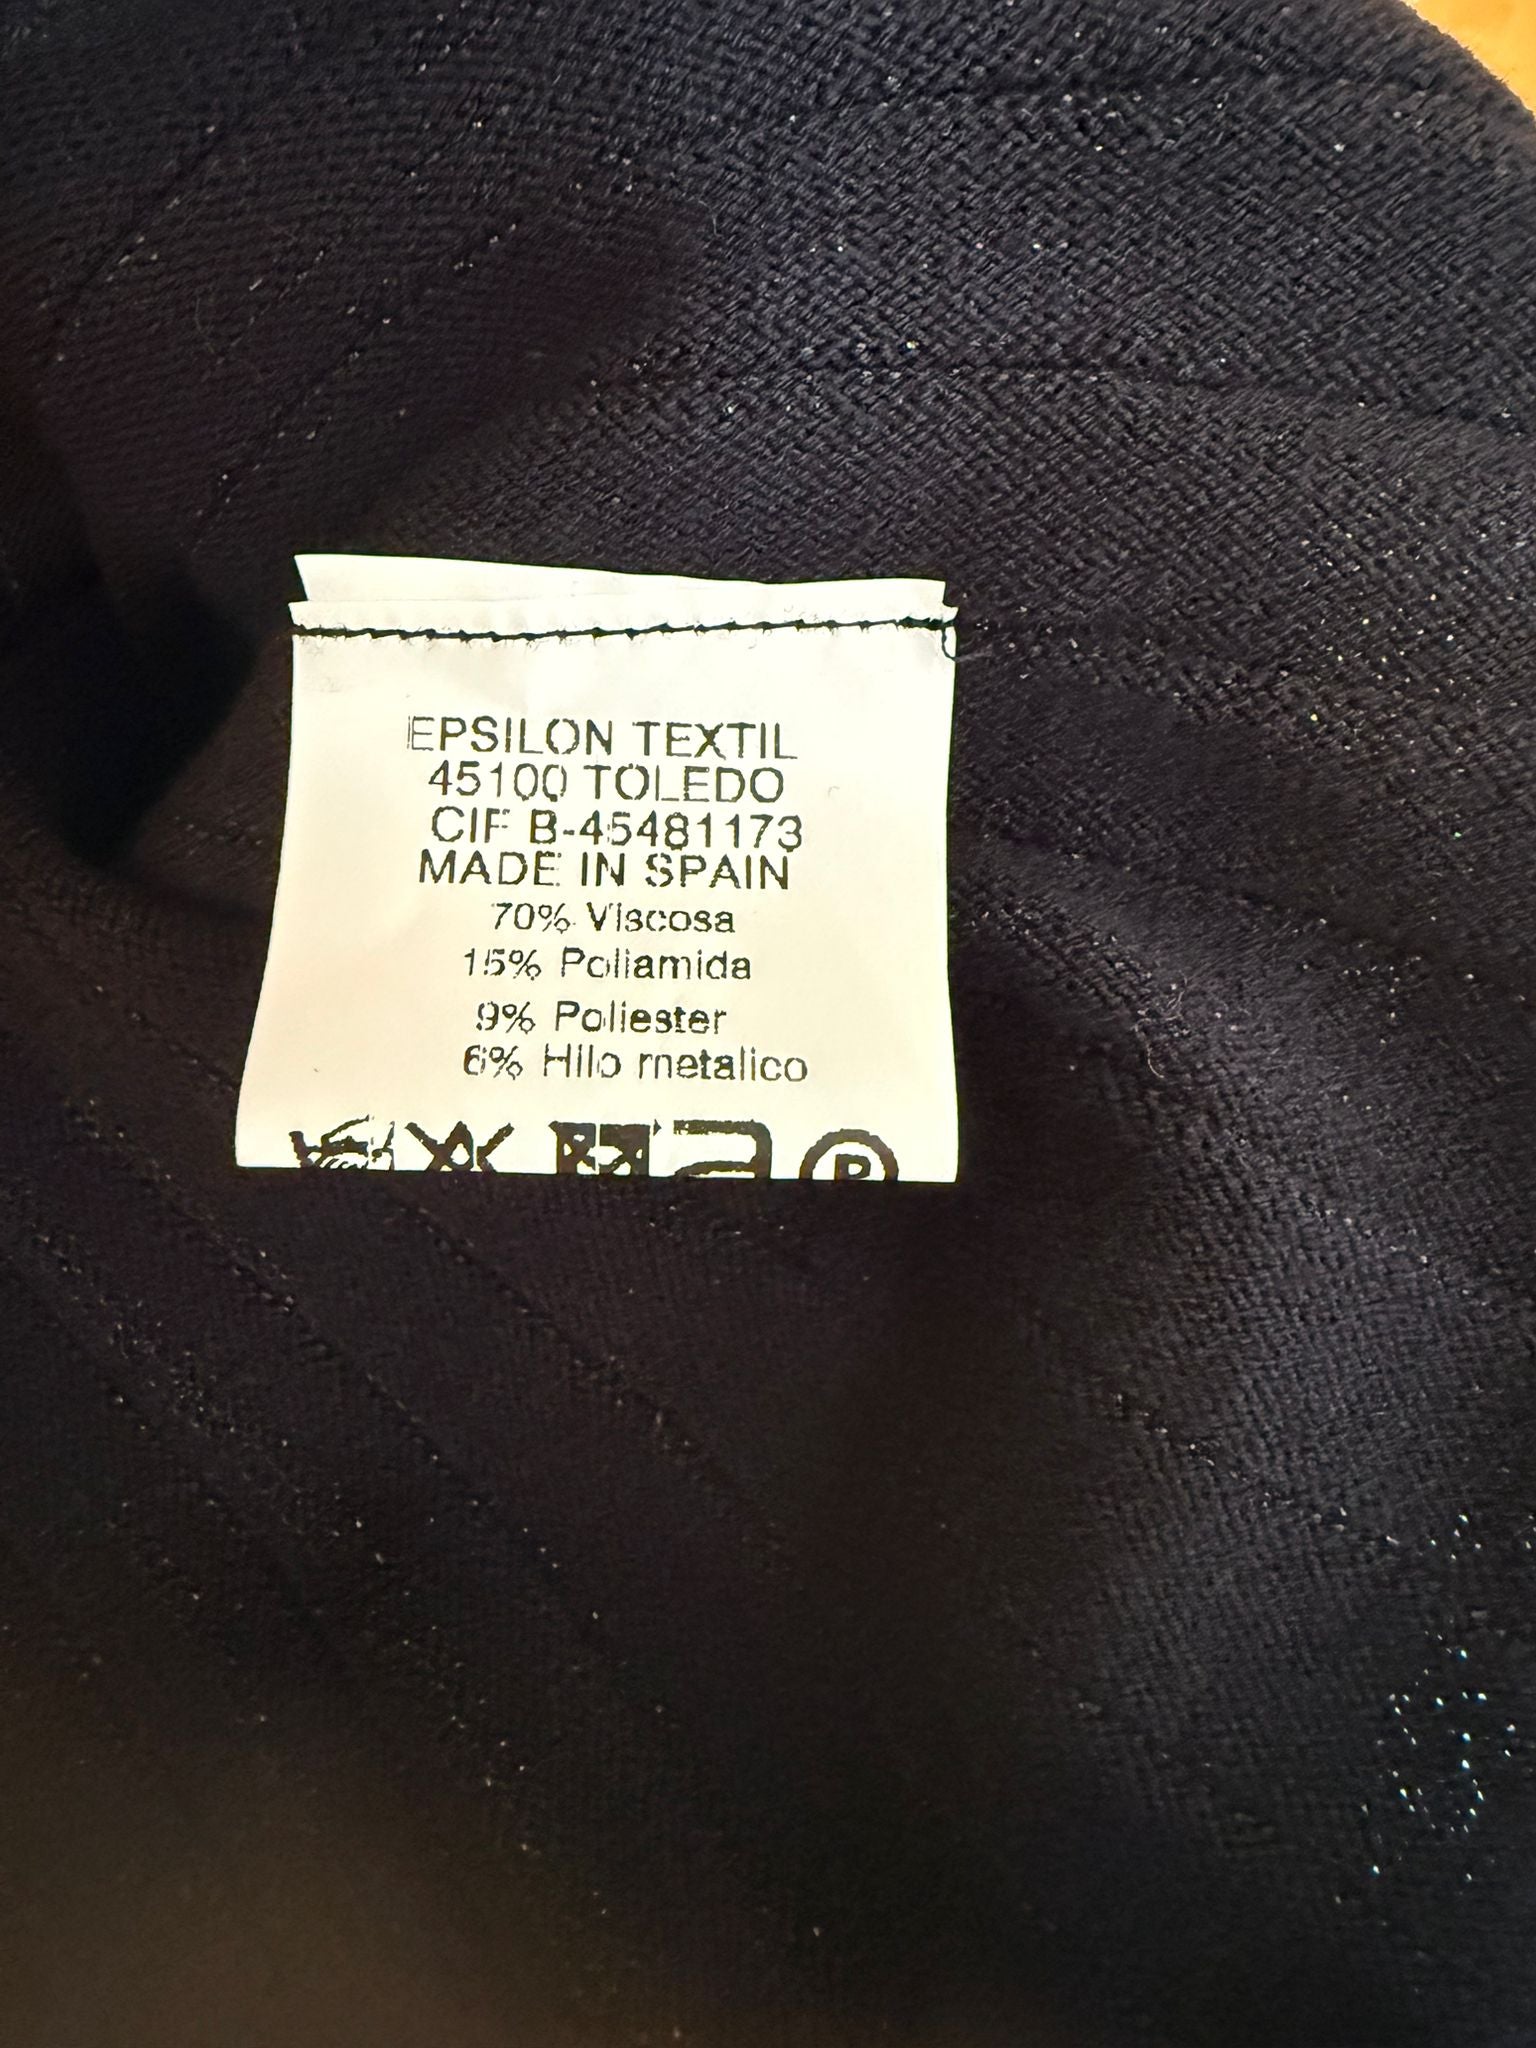 EPSILON TEXTIL
45100 TOLEDO
CIF B-45481173
MADE IN SPAIN
70% Viscosa
15% Poliamida
9% Poliester
6% Hilo metalico
P